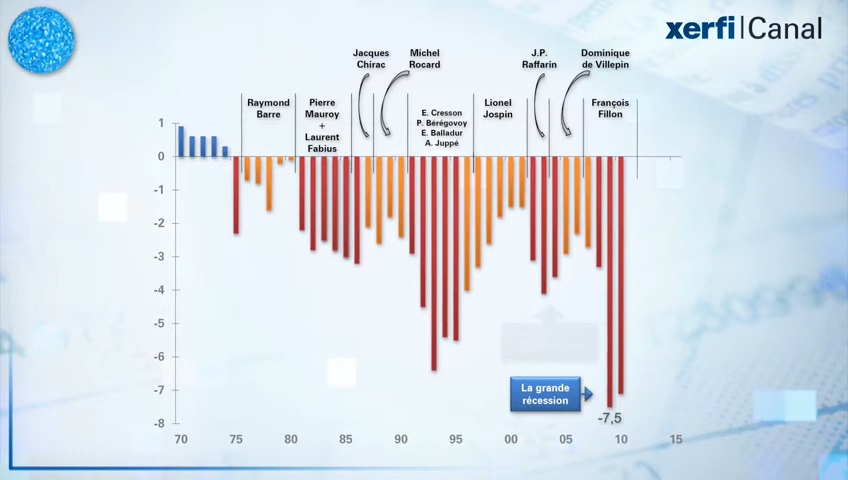 xerfi|Canal
Jacques
Chirac
Michel
Rocard
J.P.
Raffarin
Dominique
de Villepin
Raymond
Barre
Pierre
Mauroy
+
Laurent
Fabius
E. Cresson
P. Bérégovoy
E. Balladur
A. Juppé
Lionel
Jospin
François
Fillon
1
0
-1
-2
-3
-4
-5
-6
-7
-8
La grande
récession
-7,5
70 75 80 85 90 95 00 05 10 15